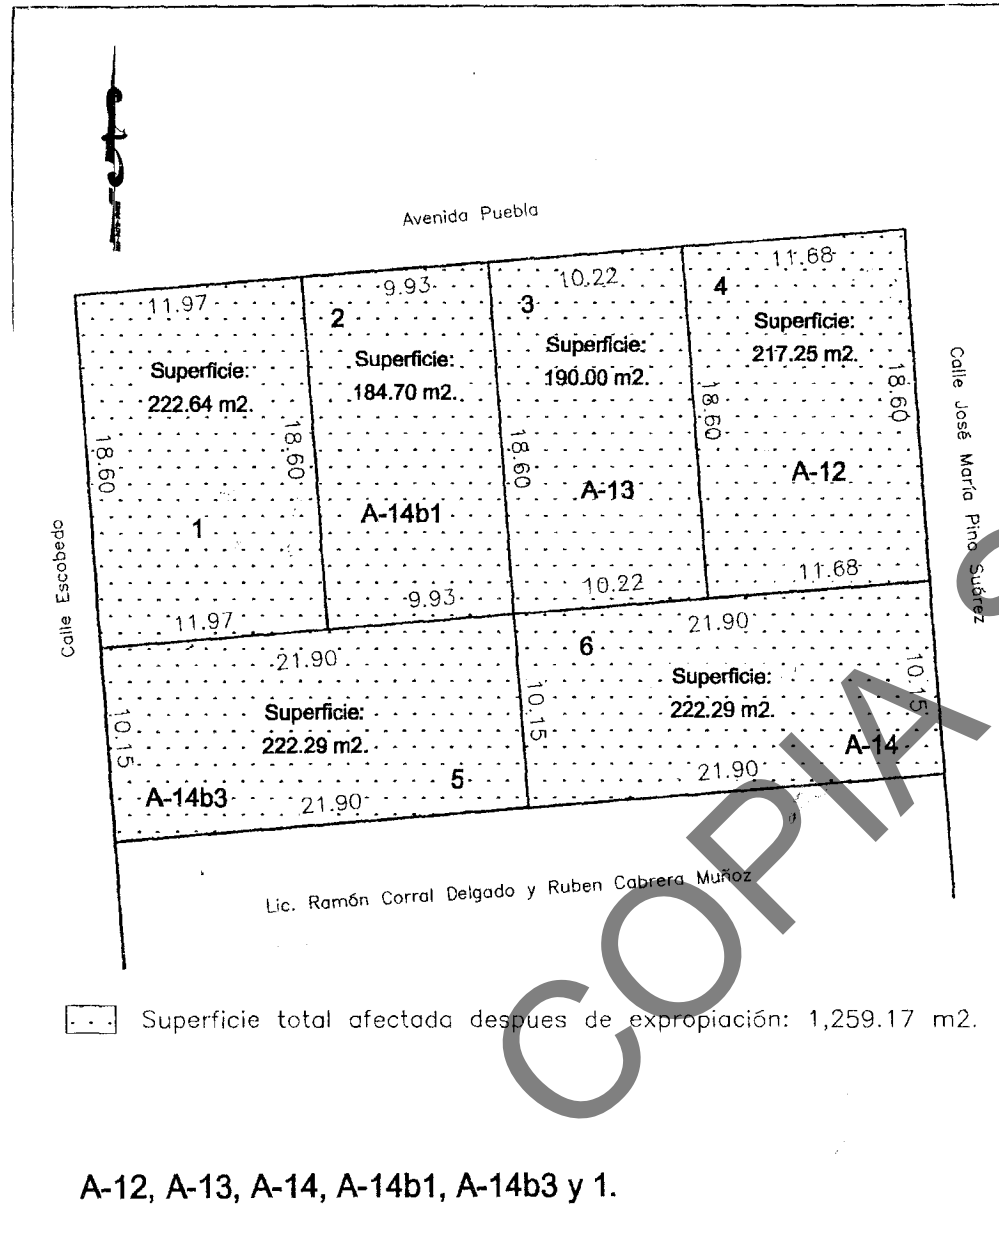 Avenida Puebla
11.97
9.93
10.22
11.68
2
3
4
Superficie:
222.64 m2.
Superficie:
184.70 m2.
Superficie:
190.00 m2.
Superficie:
217.25 m2.
18.60
18.60
18.60
18.60
18.60
1
A-14b1
A-13
A-12
Calle Escobedo
Calle José María Pino Suárez
11.97
9.93
10.22
11.68
21.90
6
21.90
Superficie:
222.29 m2.
Superficie:
222.29 m2.
10.15
10.15
10.15
A-14b3
21.90
5
21.90
A-14
Lic. Ramón Corral Delgado y Ruben Cabrera Muñoz
Superficie total afectada despues de expropiación: 1,259.17 m2.
COPIA
A-12, A-13, A-14, A-14b1, A-14b3 y 1.